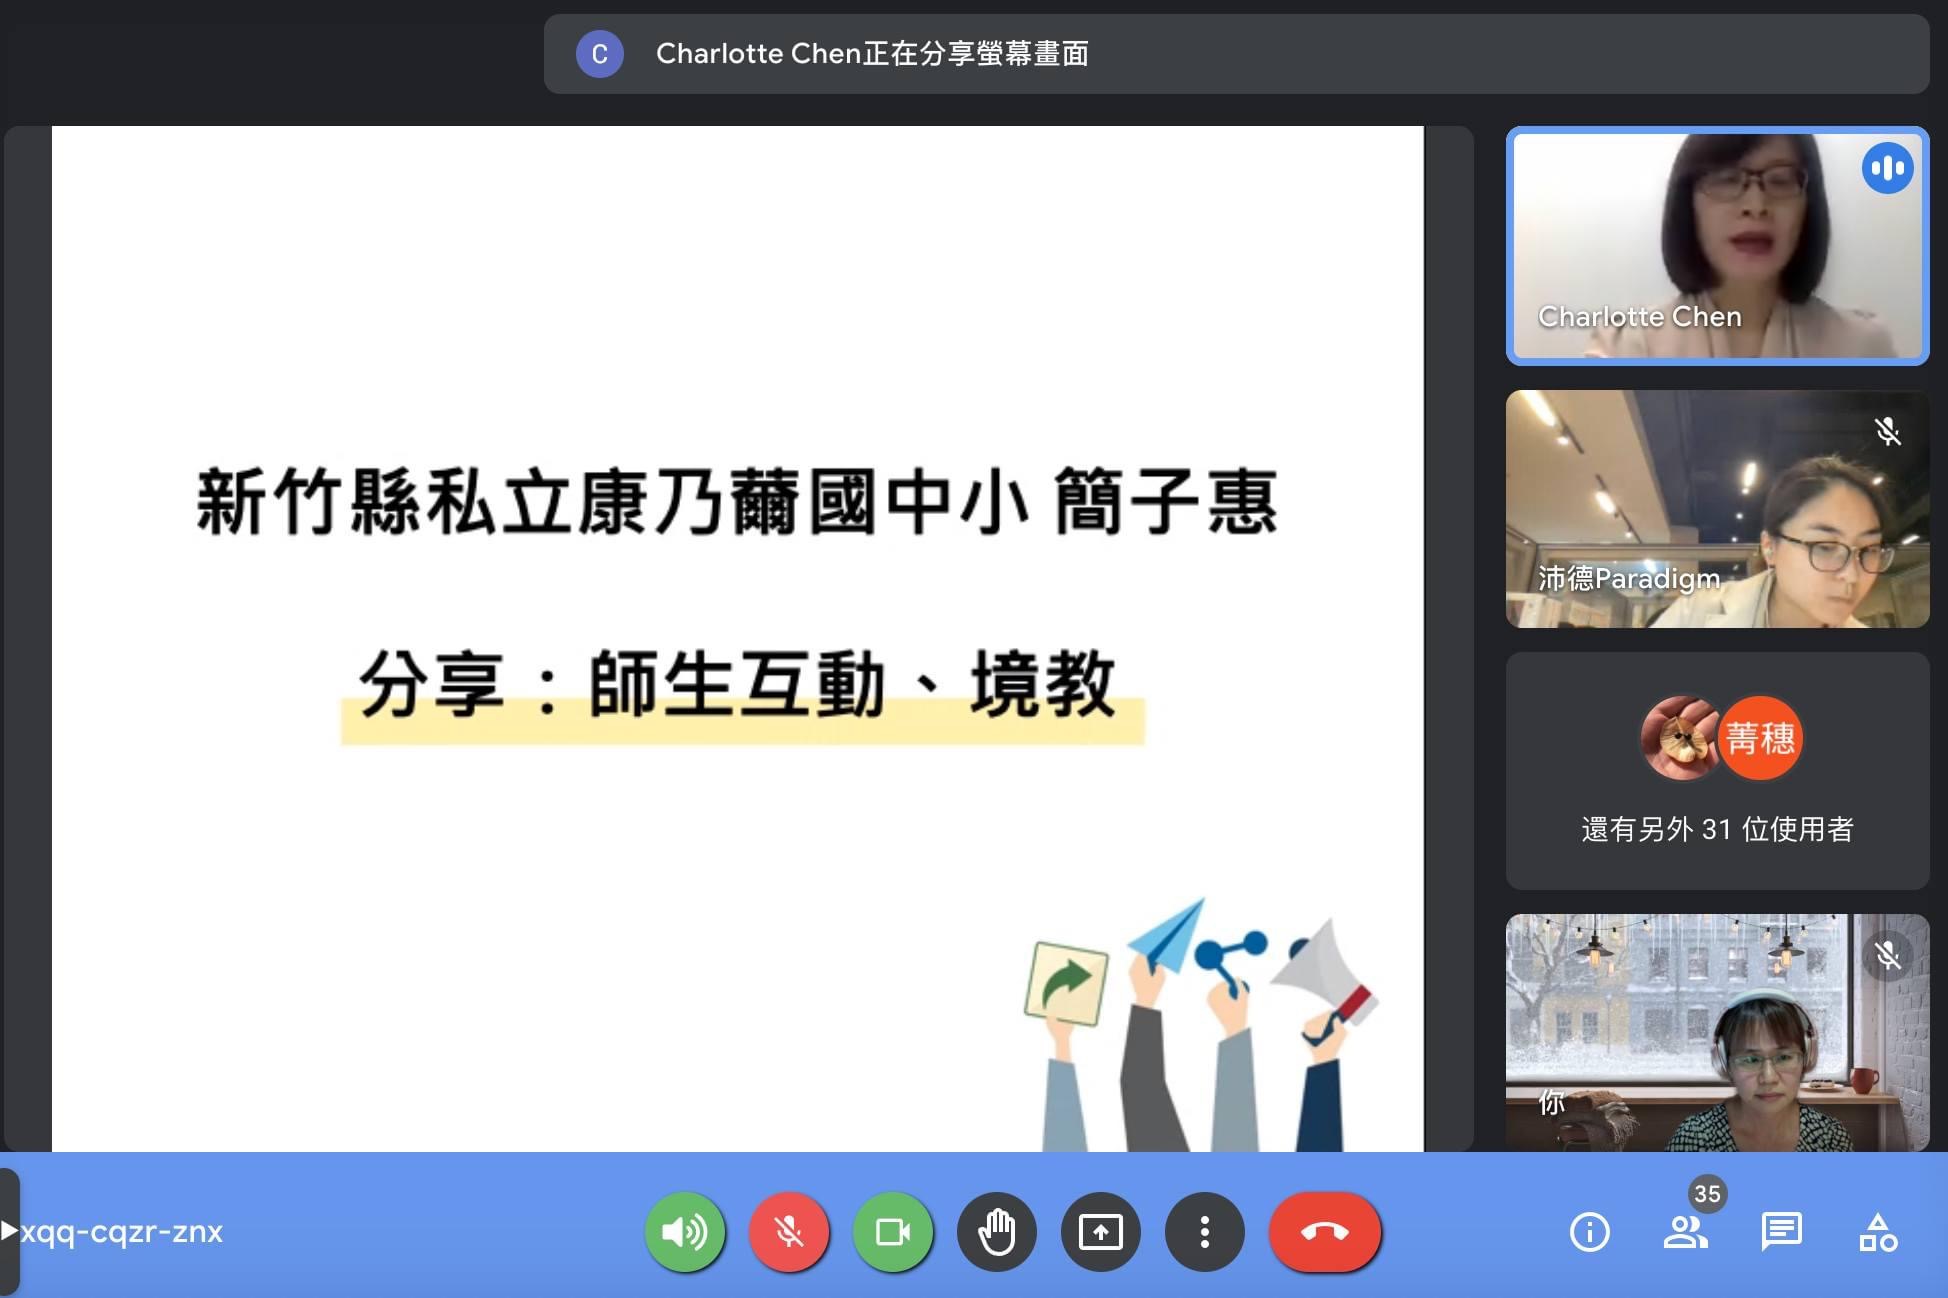 C
Charlotte Chen正在分享螢幕畫面
新竹縣私立康乃薾國中小 簡子惠
分享：師生互動、境教
Charlotte Chen
沛德Paradigm
菁穗
還有另外 31 位使用者
你
xqq-cqzr-znx
35